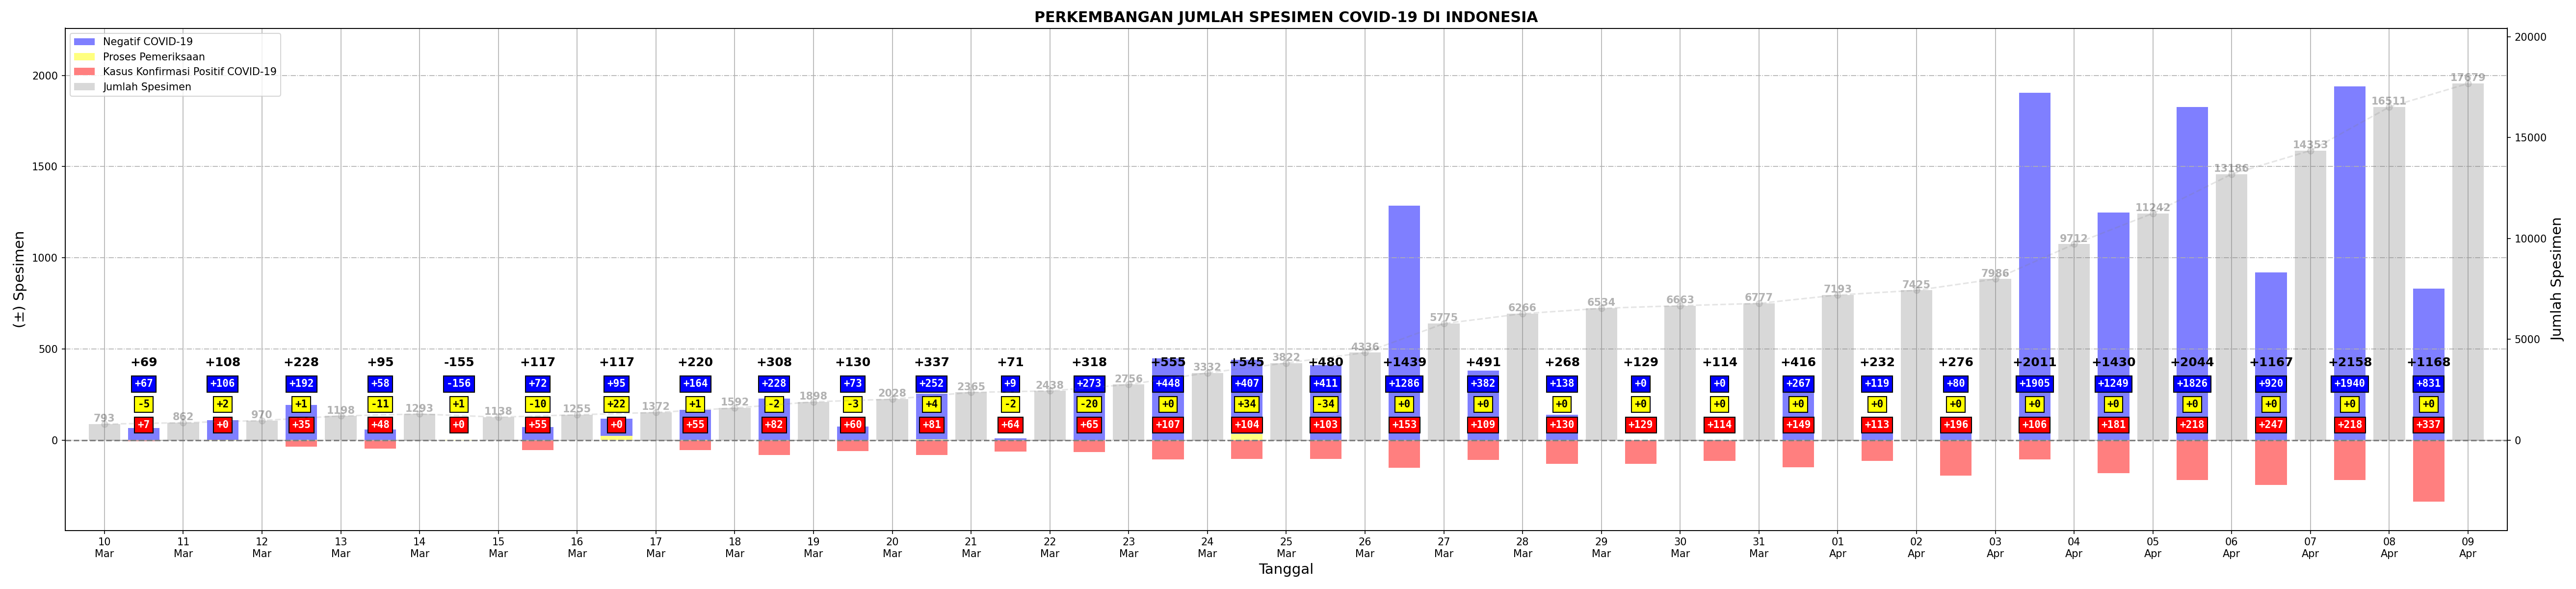 PERKEMBANGAN JUMLAH SPESIMEN COVID-19 DI INDONESIA
Negatif COVID-19
Proses Pemeriksaan
Kasus Konfirmasi Positif COVID-19
Jumlah Spesimen
(±) Spesimen
2000
1500
1000
500
0
20000
15000
10000
5000
0
Jumlah Spesimen
793 862 970 1198 1293 1138 1255 1372 1592 1898 2028 2365 2438 2756 3332 3822 4336 5775 6266 6534 6663 6777 7193 7425 7986 9712 11242 13186 14353 16511 17679
+69 +108 +228 +95 -155 +117 +117 +220 +308 +130 +337 +71 +318 +555 +545 +480 +1439 +491 +268 +129 +114 +416 +232 +276 +2011 +1430 +2044 +1167 +2158 +1168
+67 +106 +192 +58 -156 +72 +95 +164 +228 +73 +252 +9 +273 +448 +407 +411 +1286 +382 +138 +0 +0 +267 +119 +80 +1905 +1249 +1826 +920 +1940 +831
-5 +2 +1 -11 +1 -10 +22 +1 -2 -3 +4 -2 -20 +0 +34 -34 +0 +0 +0 +0 +0 +0 +0 +0 +0 +0 +0 +0 +0 +0
+7 +0 +35 +48 +0 +55 +0 +55 +82 +60 +81 +64 +65 +107 +104 +103 +153 +109 +130 +129 +114 +149 +113 +196 +106 +181 +218 +247 +218 +337
10 11 12 13 14 15 16 17 18 19 20 21 22 23 24 25 26 27 28 29 30 31 01 02 03 04 05 06 07 08 09
Mar Mar Mar Mar Mar Mar Mar Mar Mar Mar Mar Mar Mar Mar Mar Mar Mar Mar Mar Mar Mar Mar Apr Apr Apr Apr Apr Apr Apr Apr Apr
Tanggal